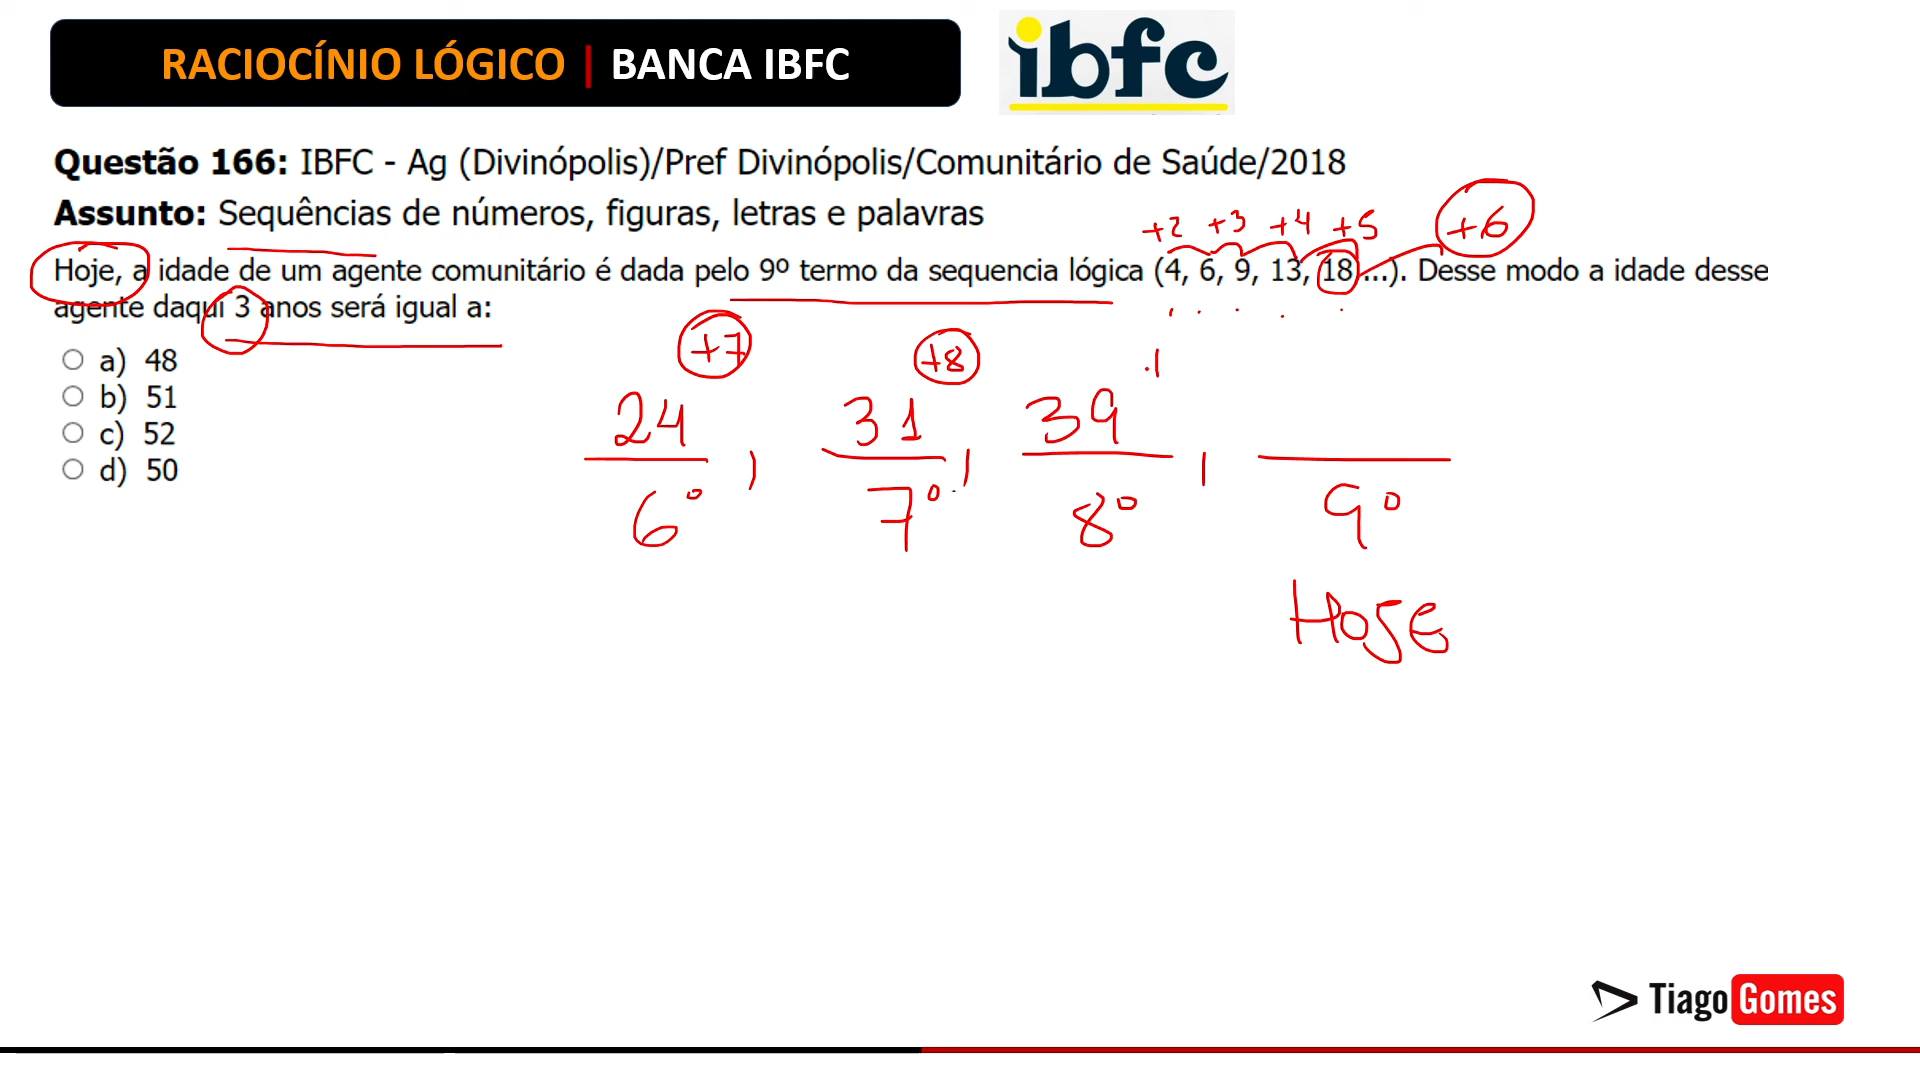 RACIOCÍNIO LÓGICO | BANCA IBFC
ibfc
Questão 166: IBFC - Ag (Divinópolis)/Pref Divinópolis/Comunitário de Saúde/2018
Assunto: Sequências de números, figuras, letras e palavras
+2 +3 +4 +5 +6
Hoje, a idade de um agente comunitário é dada pelo 9º termo da sequencia lógica (4, 6, 9, 13, 18 ...). Desse modo a idade desse
agente daqui 3 anos será igual a:
+7 +8
a) 48
b) 51
c) 52
d) 50
24 31 39
6º , 7º , 8º , 9º
HOJE
Tiago Gomes